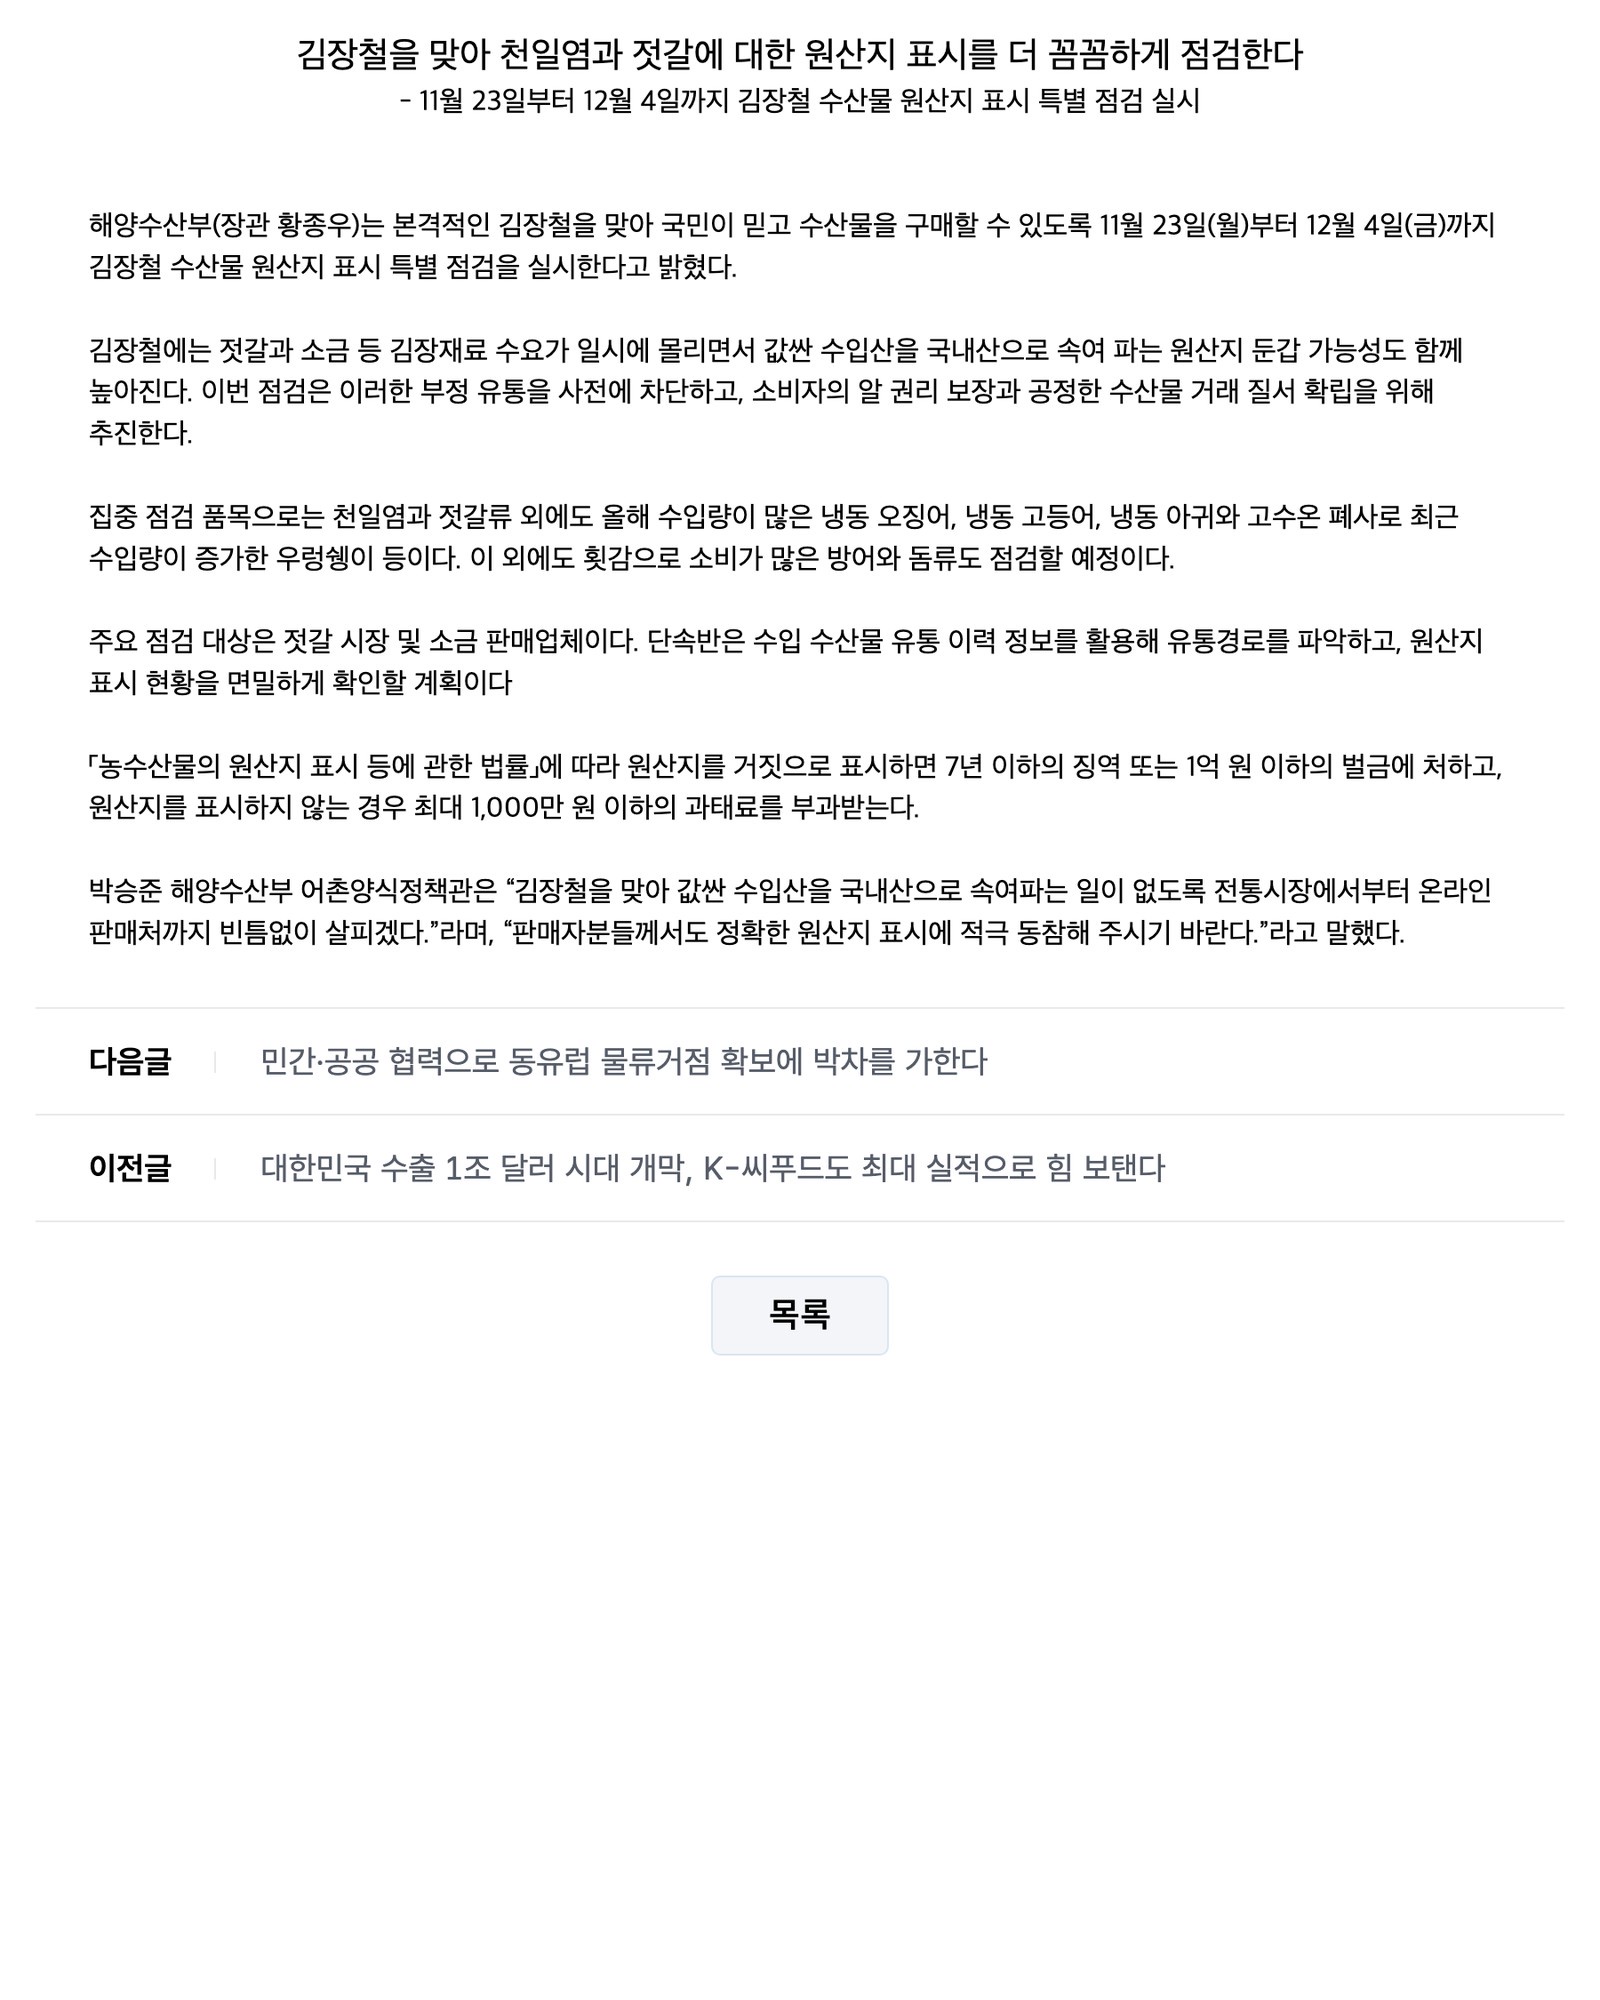 김장철을 맞아 천일염과 젓갈에 대한 원산지 표시를 더 꼼꼼하게 점검한다
- 11월 23일부터 12월 4일까지 김장철 수산물 원산지 표시 특별 점검 실시
해양수산부(장관 황종우)는 본격적인 김장철을 맞아 국민이 믿고 수산물을 구매할 수 있도록 11월 23일(월)부터 12월 4일(금)까지
김장철 수산물 원산지 표시 특별 점검을 실시한다고 밝혔다.
김장철에는 젓갈과 소금 등 김장재료 수요가 일시에 몰리면서 값싼 수입산을 국내산으로 속여 파는 원산지 둔갑 가능성도 함께
높아진다. 이번 점검은 이러한 부정 유통을 사전에 차단하고, 소비자의 알 권리 보장과 공정한 수산물 거래 질서 확립을 위해
추진한다.
집중 점검 품목으로는 천일염과 젓갈류 외에도 올해 수입량이 많은 냉동 오징어, 냉동 고등어, 냉동 아귀와 고수온 폐사로 최근
수입량이 증가한 우렁쉥이 등이다. 이 외에도 횟감으로 소비가 많은 방어와 돔류도 점검할 예정이다.
주요 점검 대상은 젓갈 시장 및 소금 판매업체이다. 단속반은 수입 수산물 유통 이력 정보를 활용해 유통경로를 파악하고, 원산지
표시 현황을 면밀하게 확인할 계획이다
「농수산물의 원산지 표시 등에 관한 법률」에 따라 원산지를 거짓으로 표시하면 7년 이하의 징역 또는 1억 원 이하의 벌금에 처하고,
원산지를 표시하지 않는 경우 최대 1,000만 원 이하의 과태료를 부과받는다.
박승준 해양수산부 어촌양식정책관은 “김장철을 맞아 값싼 수입산을 국내산으로 속여파는 일이 없도록 전통시장에서부터 온라인
판매처까지 빈틈없이 살피겠다.”라며, “판매자분들께서도 정확한 원산지 표시에 적극 동참해 주시기 바란다.”라고 말했다.
다음글 민간·공공 협력으로 동유럽 물류거점 확보에 박차를 가한다
이전글 대한민국 수출 1조 달러 시대 개막, K-씨푸드도 최대 실적으로 힘 보탠다
목록